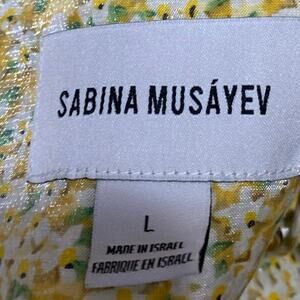 SABINA MUSÁYEV
L
MADE IN ISRAEL
FABRIQUE EN ISRAEL